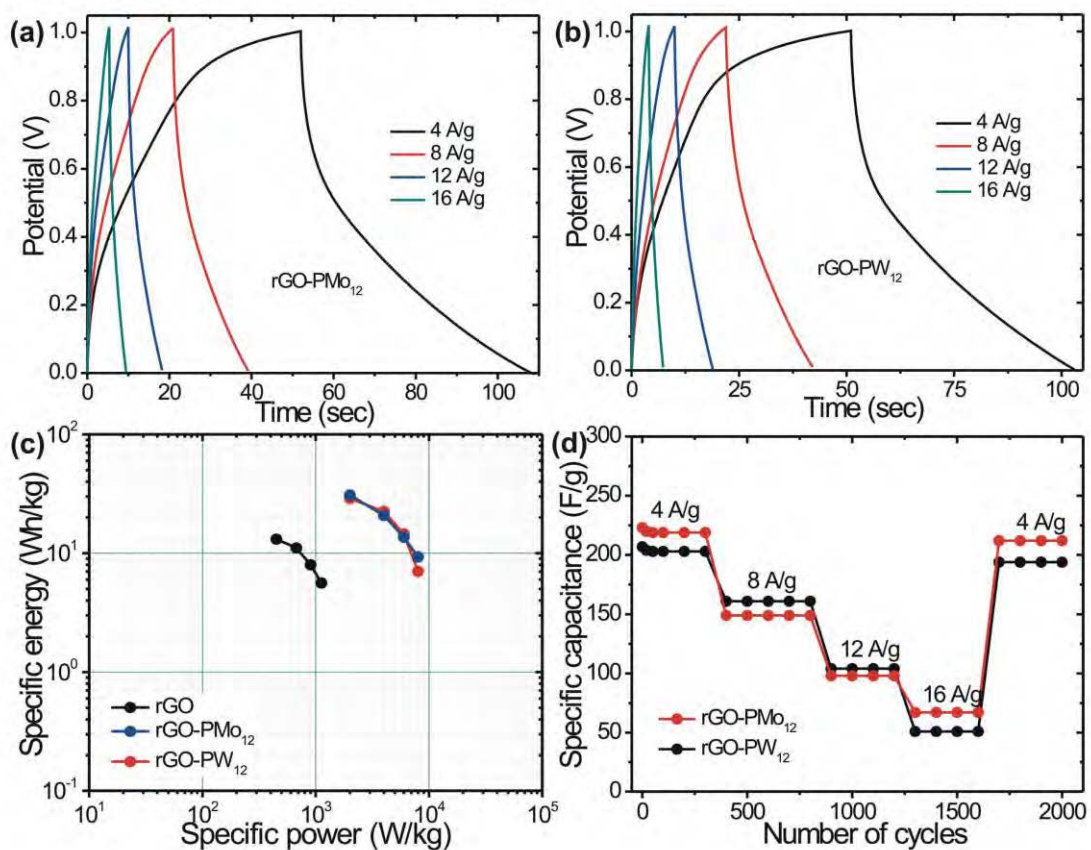 (a)
1.0
0.8
0.6
0.4
0.2
0.0
Potential (V)
4 A/g
8 A/g
12 A/g
16 A/g
rGO-PMo12
0 20 40 60 80 100
Time (sec)
(b)
1.0
0.8
0.6
0.4
0.2
0.0
Potential (V)
4 A/g
8 A/g
12 A/g
16 A/g
rGO-PW12
0 25 50 75 100
Time (sec)
(c)
10^2
10^1
10^0
10^-1
Specific energy (Wh/kg)
rGO
rGO-PMo12
rGO-PW12
10^1 10^2 10^3 10^4 10^5
Specific power (W/kg)
(d)
300
250
200
150
100
50
0
Specific capacitance (F/g)
4 A/g
8 A/g
12 A/g
16 A/g
4 A/g
rGO-PMo12
rGO-PW12
0 500 1000 1500 2000
Number of cycles